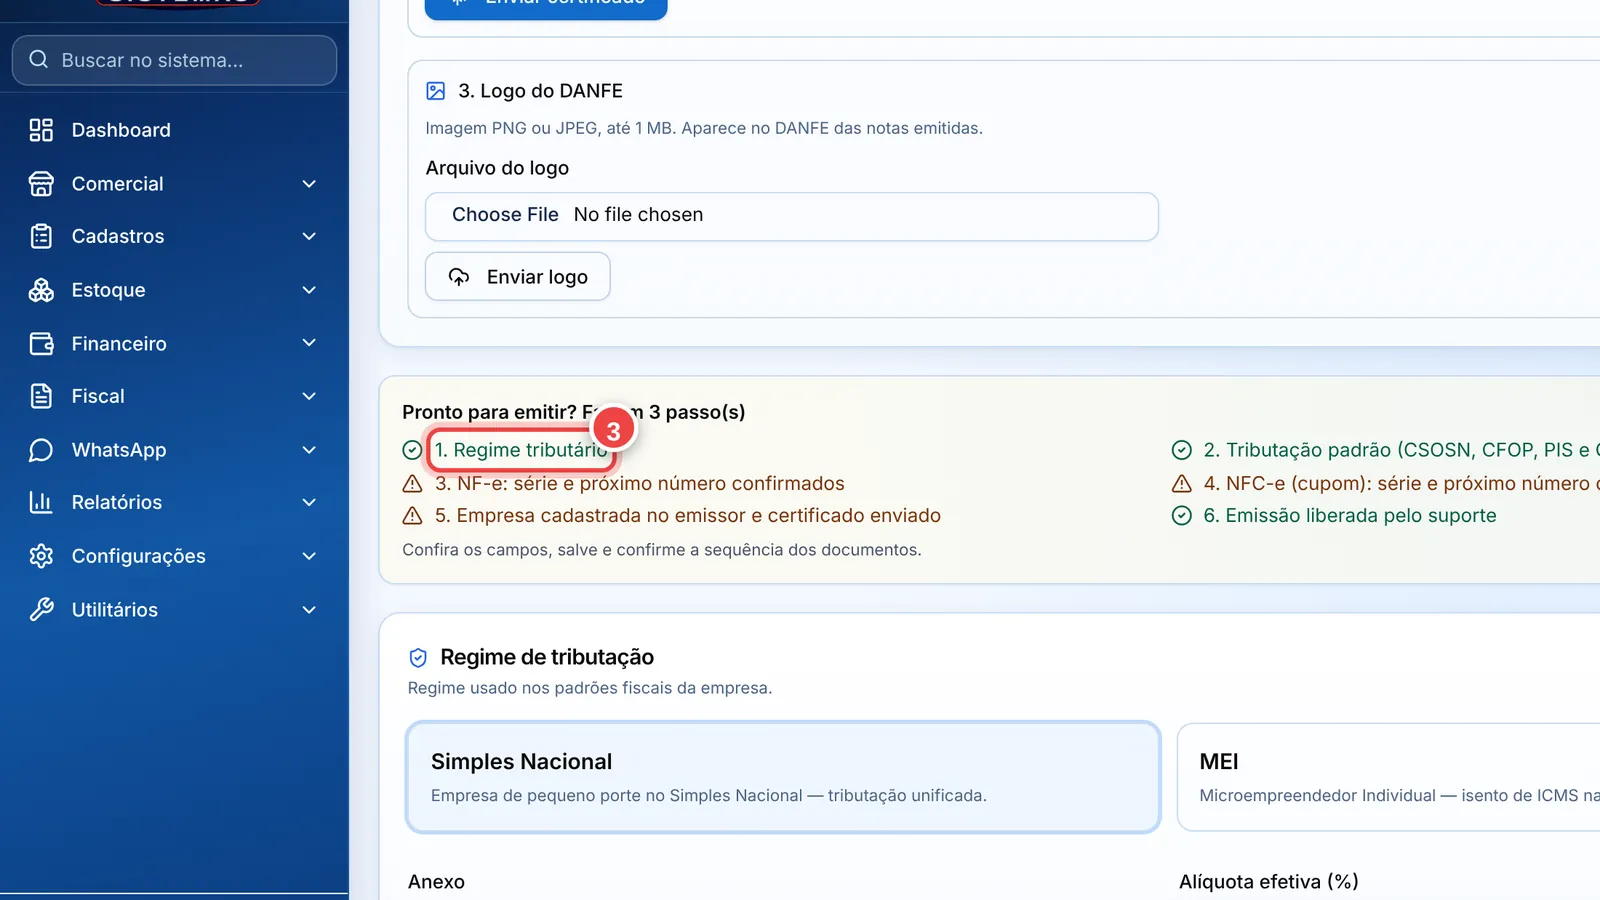 Buscar no sistema...
Dashboard
Comercial
Cadastros
Estoque
Financeiro
Fiscal
WhatsApp
Relatórios
Configurações
Utilitários
3. Logo do DANFE
Imagem PNG ou JPEG, até 1 MB. Aparece no DANFE das notas emitidas.
Arquivo do logo
Choose File No file chosen
Enviar logo
Pronto para emitir? 3 passo(s)
3
1. Regime tributário
2. Tributação padrão (CSOSN, CFOP, PIS e
3. NF-e: série e próximo número confirmados
4. NFC-e (cupom): série e próximo número
5. Empresa cadastrada no emissor e certificado enviado
6. Emissão liberada pelo suporte
Confira os campos, salve e confirme a sequência dos documentos.
Regime de tributação
Regime usado nos padrões fiscais da empresa.
Simples Nacional
Empresa de pequeno porte no Simples Nacional — tributação unificada.
MEI
Microempreendedor Individual — isento de ICMS
Anexo
Alíquota efetiva (%)